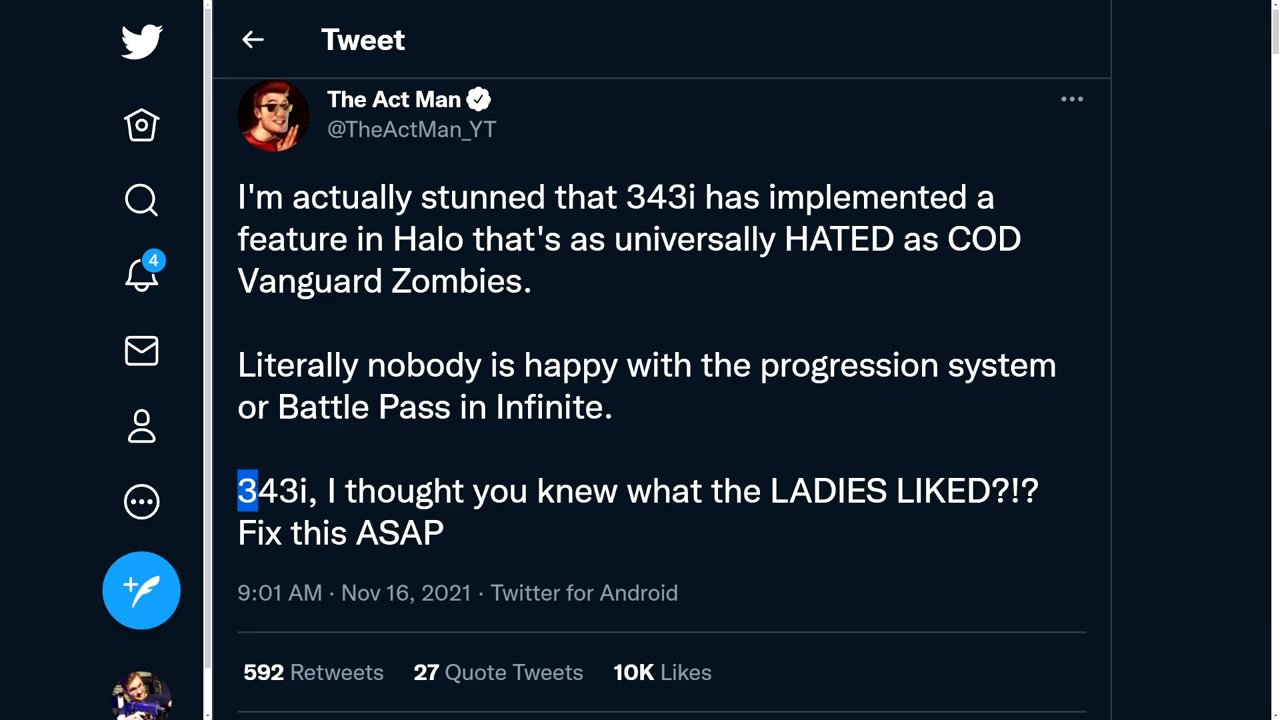 Tweet
The Act Man
@TheActMan_YT
I'm actually stunned that 343i has implemented a
feature in Halo that's as universally HATED as COD
Vanguard Zombies.
Literally nobody is happy with the progression system
or Battle Pass in Infinite.
343i, I thought you knew what the LADIES LIKED?!?
Fix this ASAP
9:01 AM · Nov 16, 2021 · Twitter for Android
592 Retweets 27 Quote Tweets 10K Likes
4